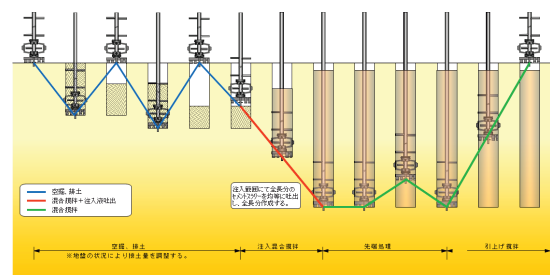 空掘、排土
混合撹拌＋注入液吐出
混合撹拌
注入範囲にて全長分の
セメントスラリーを均等に吐出
し、全長分作成する。
空掘、排土
※地盤の状況により排土量を調整する。
注入混合撹拌
先端処理
引上げ撹拌